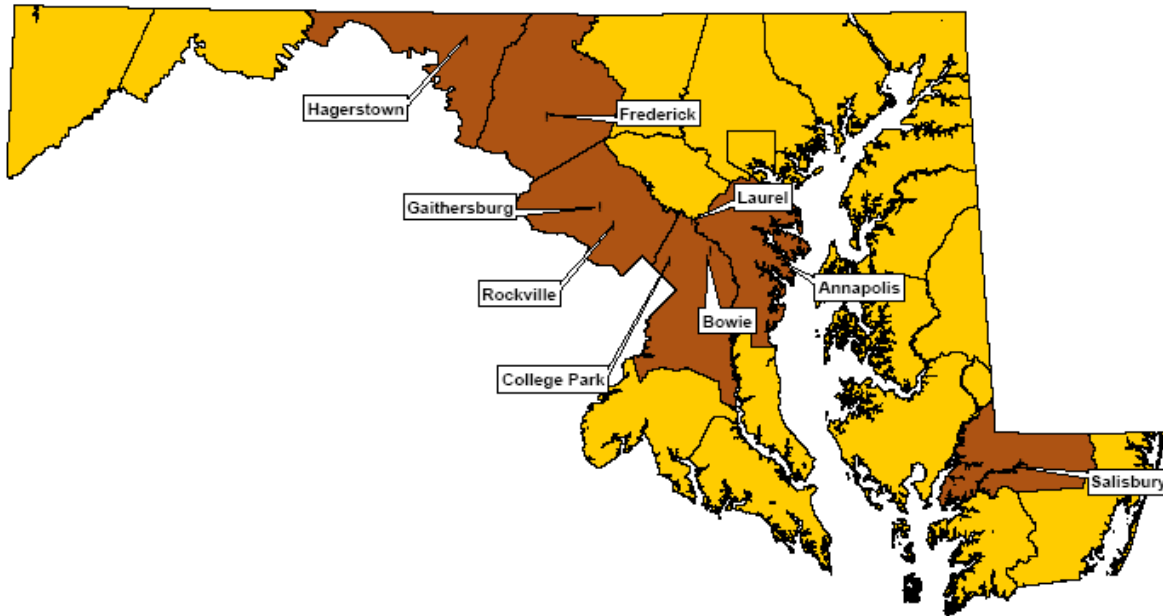 Hagerstown
Frederick
Gaithersburg
Laurel
Rockville
Annapolis
Bowie
College Park
Salisbury